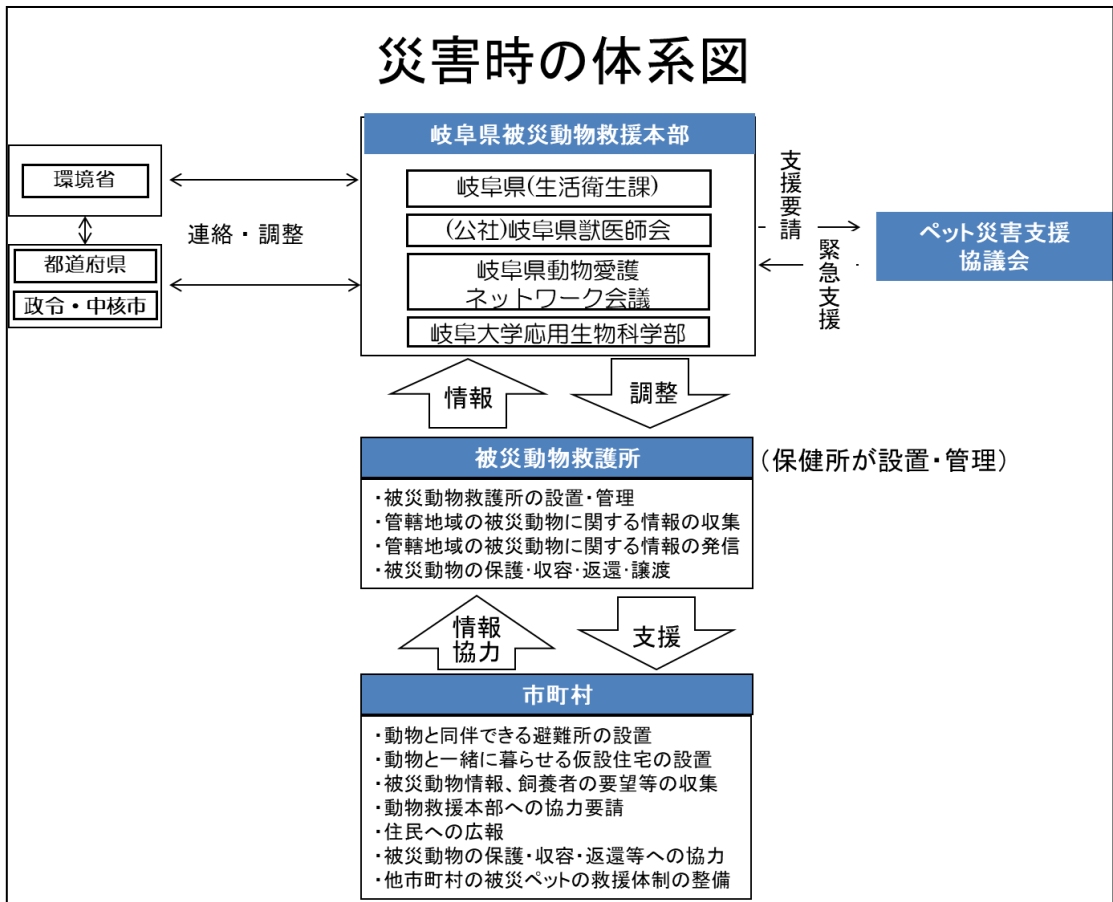 災害時の体系図
岐阜県被災動物救援本部
環境省
岐阜県(生活衛生課)
(公社)岐阜県獣医師会
岐阜県動物愛護
ネットワーク会議
岐阜大学応用生物科学部
連絡・調整
都道府県
政令・中核市
支援要請
緊急支援
ペット災害支援
協議会
情報
調整
被災動物救護所
(保健所が設置・管理)
・被災動物救護所の設置・管理
・管轄地域の被災動物に関する情報の収集
・管轄地域の被災動物に関する情報の発信
・被災動物の保護・収容・返還・譲渡
情報
協力
支援
市町村
・動物と同伴できる避難所の設置
・動物と一緒に暮らせる仮設住宅の設置
・被災動物情報、飼養者の要望等の収集
・動物救援本部への協力要請
・住民への広報
・被災動物の保護・収容・返還等への協力
・他市町村の被災ペットの救援体制の整備